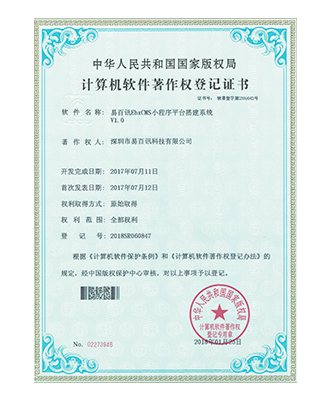 中华人民共和国国家版权局
计算机软件著作权登记证书
证书号：
软件名称： 易百讯EbxCMS小程序平台搭建系统
V1.0
著作权人： 深圳市易百讯科技有限公司
开发完成日期： 2017年07月11日
首次发表日期： 2017年07月12日
权利取得方式： 原始取得
权利范围： 全部权利
登记号： 2018SR060847
根据《计算机软件保护条例》和《计算机软件著作权登记办法》的
规定，经中国版权保护中心审核，对以上事项予以登记。
中华人民共和国国家版权局
计算机软件著作权
登记专用章
No. 02273946
2018年01月25日